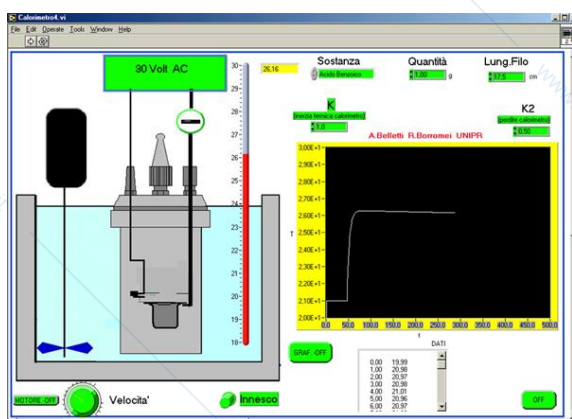 Calorimetro4.vi
File Edit Operate Tools Window Help
30 Volt AC
30-
29-
28-
27-
26-
25-
24-
23-
22-
21-
20-
19-
18-
26,16
Sostanza
Acido Benzoico
Quantità
1,00 g
Lung.Filo
17,5 cm
K
(inerzia termica calorimetro)
1,0
K2
(perdite calorimetro)
0,50
A.Belletti R.Borromei UNIPR
3,00E+1
2,90E+1
2,80E+1
2,70E+1
2,60E+1
2,50E+1
2,40E+1
2,30E+1
2,20E+1
2,10E+1
2,00E+1
T
0,0 50,0 100,0 150,0 200,0 250,0 300,0 350,0 400,0 450,0 500,0
t
GRAF.-OFF
DATI
0,00 19,99
1,00 20,98
2,00 20,97
3,00 20,98
4,00 21,01
5,00 20,96
6,00 20,97
OFF
MOTORE-OFF
Velocita'
Innesco